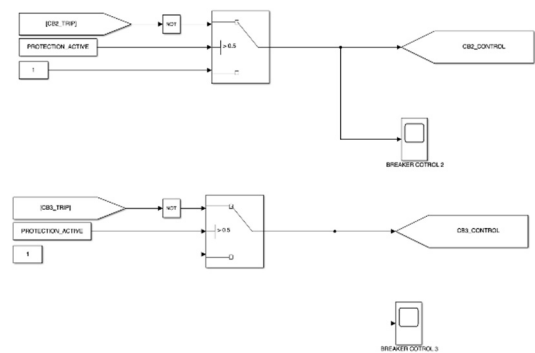 [CB2_TRIP]
NOT
PROTECTION_ACTIVE
> 0.5
1
CB2_CONTROL
BREAKER COTROL 2
[CB3_TRIP]
NOT
PROTECTION_ACTIVE
> 0.5
1
CB3_CONTROL
BREAKER COTROL 3